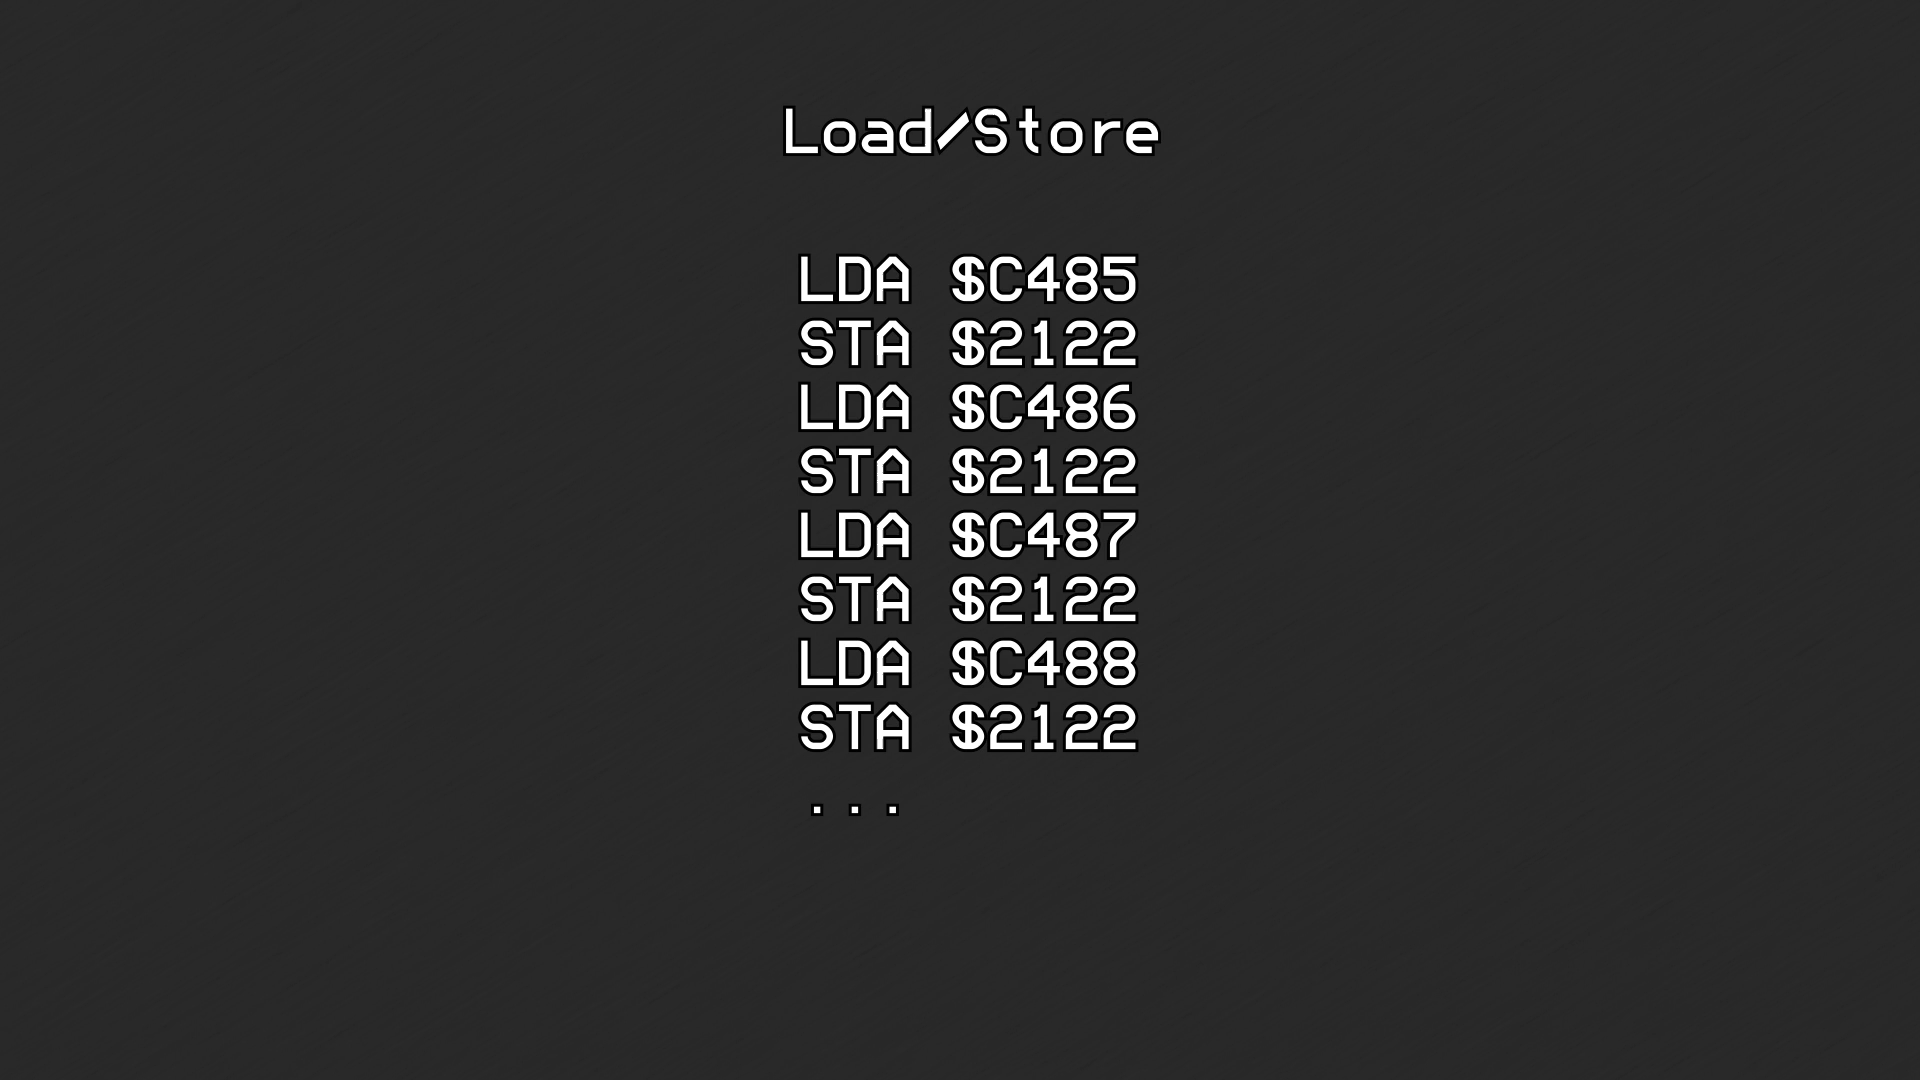 Load/Store
LDA $C485
STA $2122
LDA $C486
STA $2122
LDA $C487
STA $2122
LDA $C488
STA $2122
...